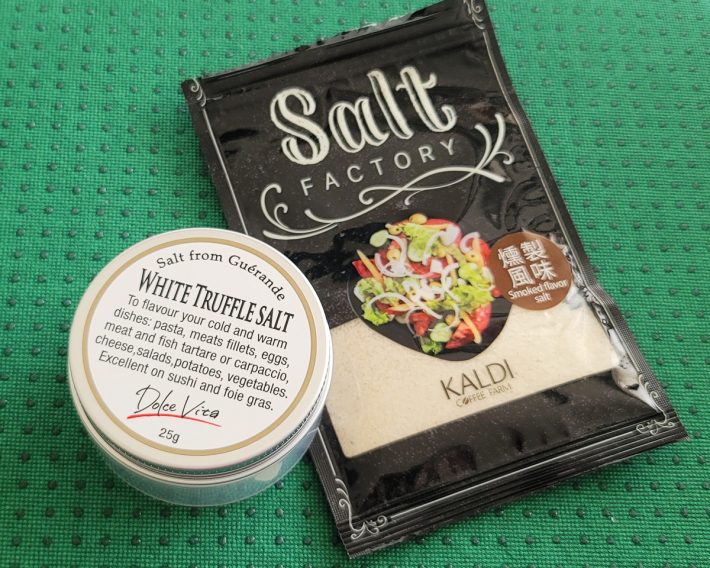 Salt
FACTORY
燻製
風味
Smoked flavor
salt
KALDI
COFFEE FARM
Salt from Guérande
WHITE TRUFFLE SALT
To flavour your cold and warm
dishes: pasta, meats fillets, eggs,
meat and fish tartare or carpaccio,
cheese,salads,potatoes, vegetables.
Excellent on sushi and foie gras.
Dolce Vita
25g